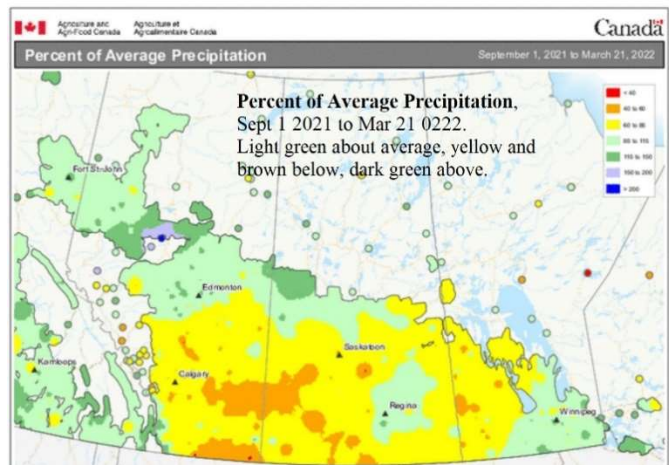 Agriculture and
Agri-Food Canada
Agriculture et
Agroalimentaire Canada
Canada
Percent of Average Precipitation
September 1, 2021 to March 21, 2022
Percent of Average Precipitation,
Sept 1 2021 to Mar 21 0222.
Light green about average, yellow and
brown below, dark green above.
< 40
40 to 60
60 to 85
85 to 115
115 to 150
150 to 200
> 200
Fort St-John
Edmonton
Saskatoon
Kamloops
Calgary
Regina
Winnipeg